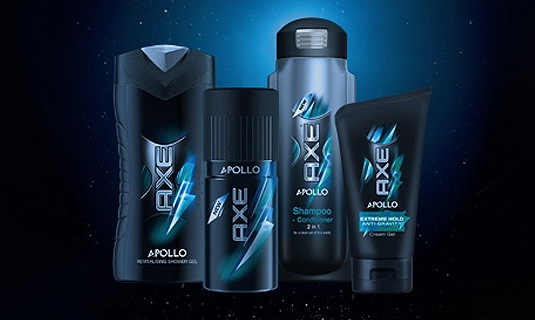 AXE
APOLLO
REVITALISING SHOWER GEL
AXE
APOLLO
AXE
APOLLO
Shampoo
+ Conditioner
2 in 1
AXE
APOLLO
EXTREME HOLD
ANTI-GRAVITY
Cream-Gel